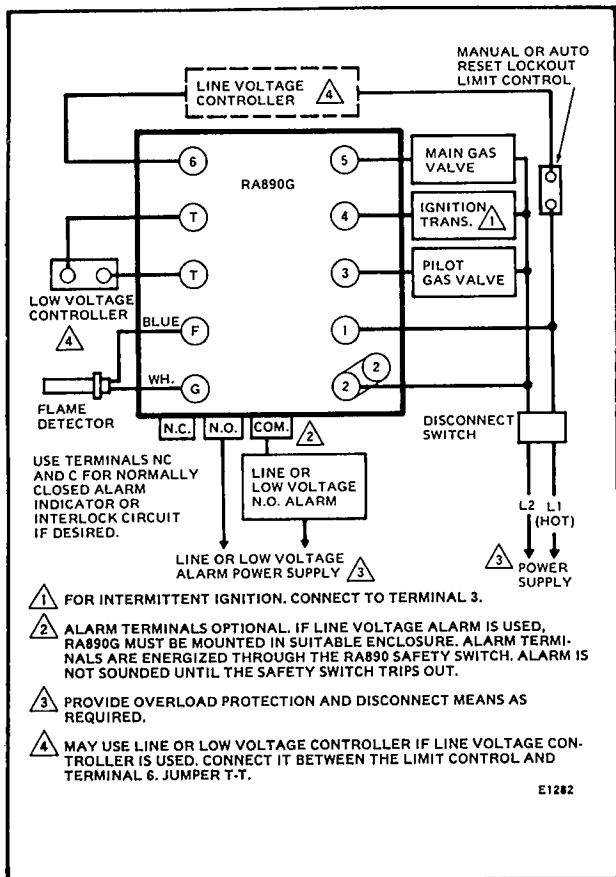 MANUAL OR AUTO
RESET LOCKOUT
LIMIT CONTROL
LINE VOLTAGE
CONTROLLER 4
6
RA890G
5
MAIN GAS
VALVE
T
4
IGNITION
TRANS. 1
T
3
PILOT
GAS VALVE
LOW VOLTAGE
CONTROLLER
4
BLUE
F
1
WH.
G
2
2
FLAME
DETECTOR
N.C.
N.O.
COM.
2
DISCONNECT
SWITCH
USE TERMINALS NC
AND C FOR NORMALLY
CLOSED ALARM
INDICATOR OR
INTERLOCK CIRCUIT
IF DESIRED.
LINE OR
LOW VOLTAGE
N.O. ALARM
L2 L1
(HOT)
LINE OR LOW VOLTAGE
ALARM POWER SUPPLY 3
3 POWER
SUPPLY
1 FOR INTERMITTENT IGNITION. CONNECT TO TERMINAL 3.
2 ALARM TERMINALS OPTIONAL. IF LINE VOLTAGE ALARM IS USED,
RA890G MUST BE MOUNTED IN SUITABLE ENCLOSURE. ALARM TERMI-
NALS ARE ENERGIZED THROUGH THE RA890 SAFETY SWITCH. ALARM IS
NOT SOUNDED UNTIL THE SAFETY SWITCH TRIPS OUT.
3 PROVIDE OVERLOAD PROTECTION AND DISCONNECT MEANS AS
REQUIRED.
4 MAY USE LINE OR LOW VOLTAGE CONTROLLER IF LINE VOLTAGE CON-
TROLLER IS USED. CONNECT IT BETWEEN THE LIMIT CONTROL AND
TERMINAL 6. JUMPER T-T.
E1282